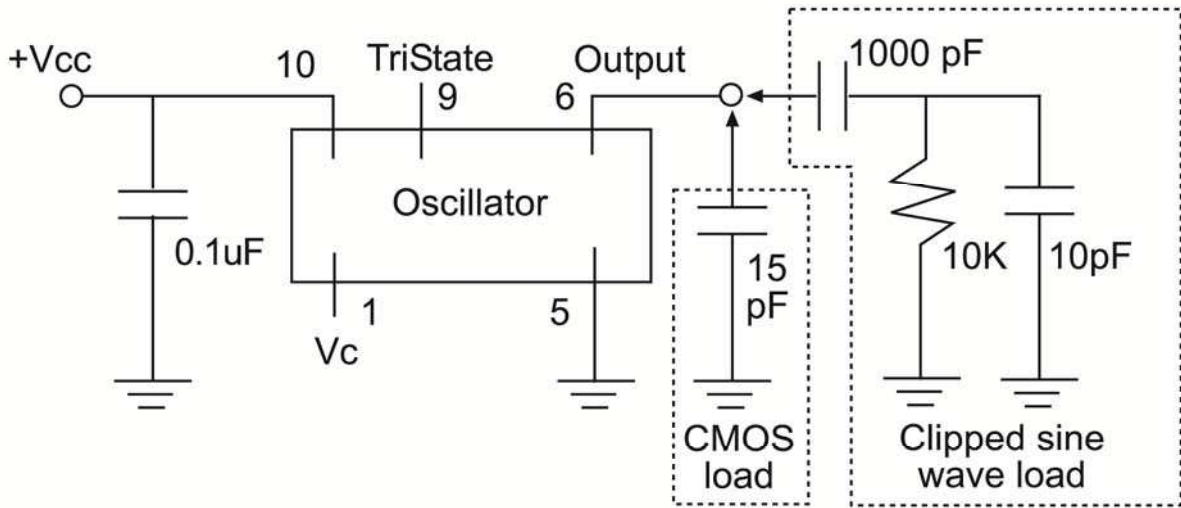 +Vcc
10
TriState
9
Output
6
1000 pF
Oscillator
0.1uF
1
Vc
5
15
pF
10K
10pF
CMOS
load
Clipped sine
wave load